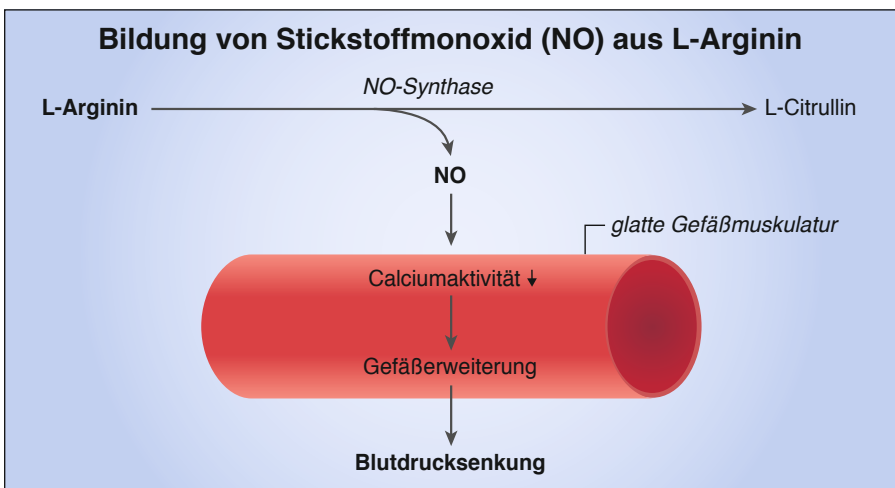 Bildung von Stickstoffmonoxid (NO) aus L-Arginin
NO-Synthase
L-Arginin
L-Citrullin
NO
glatte Gefäßmuskulatur
Calciumaktivität ↓
Gefäßerweiterung
Blutdrucksenkung